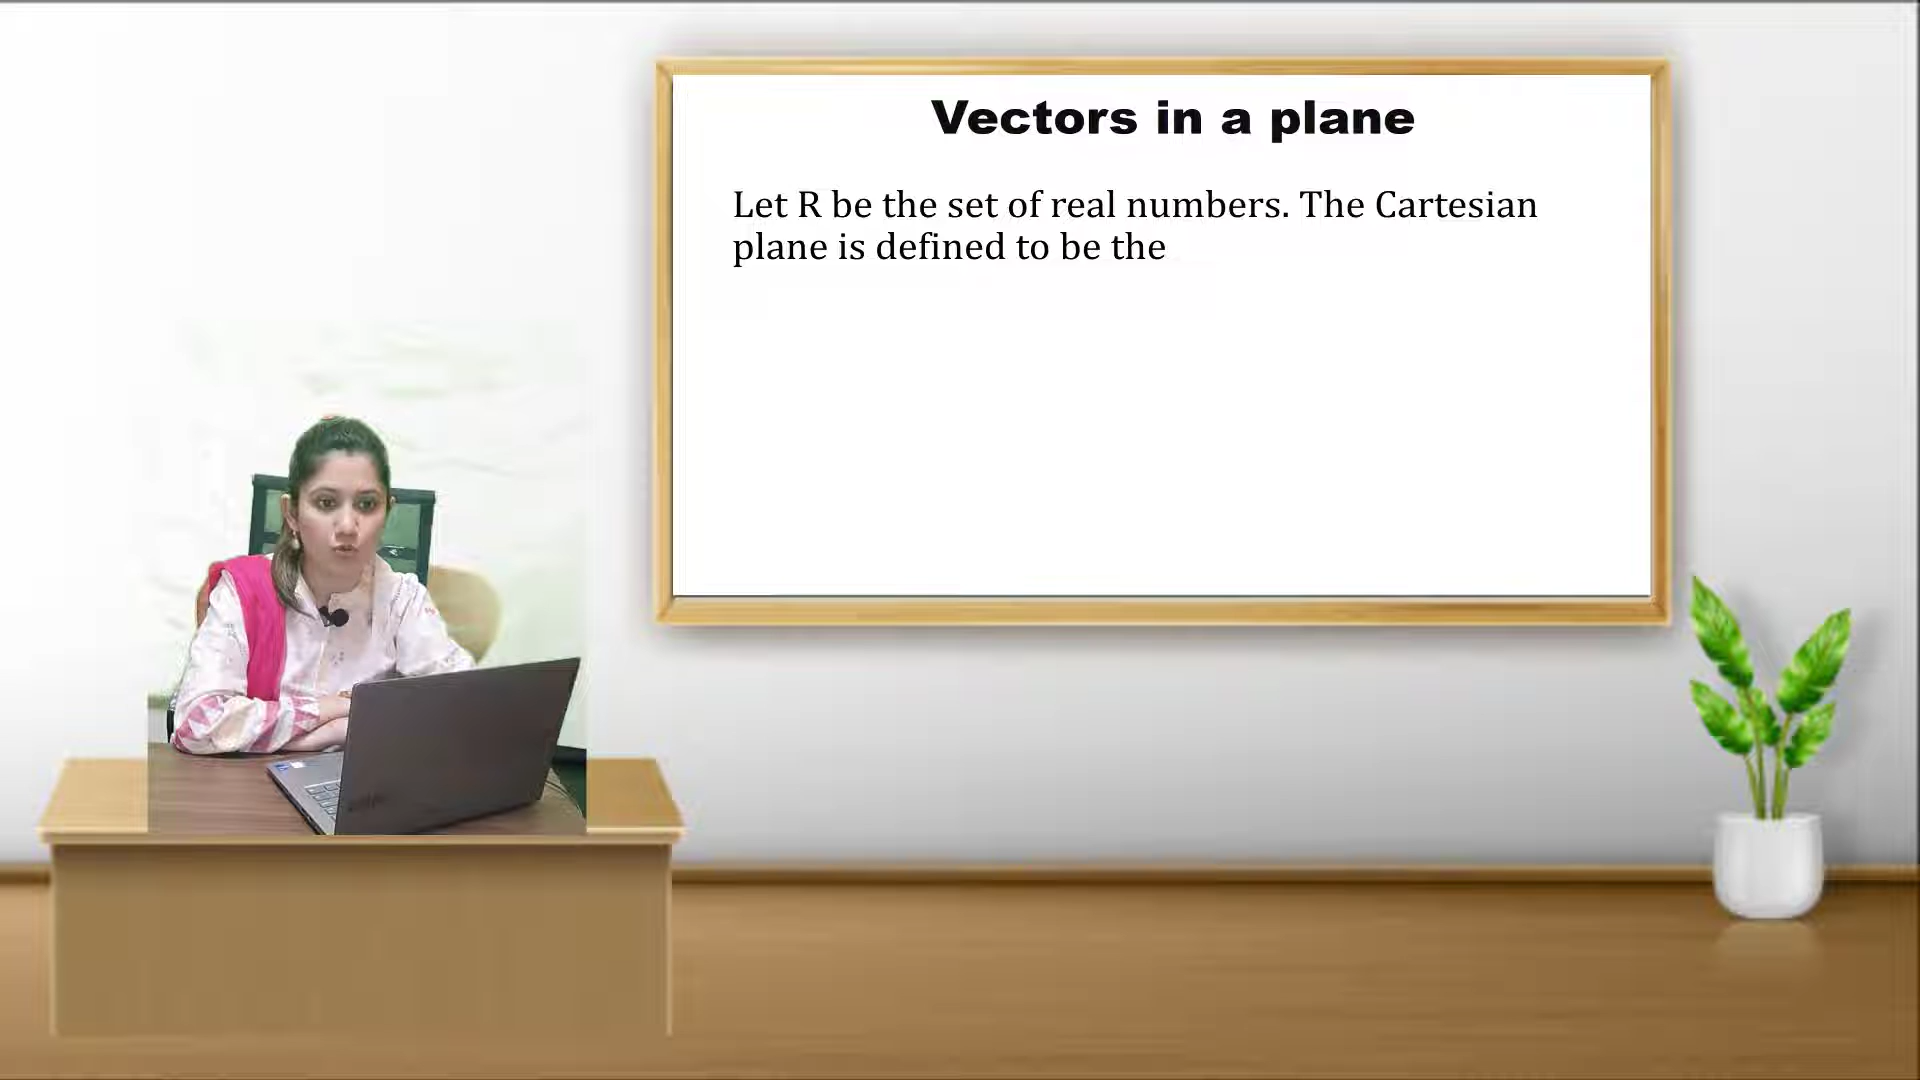 Vectors in a plane
Let R be the set of real numbers. The Cartesian
plane is defined to be the